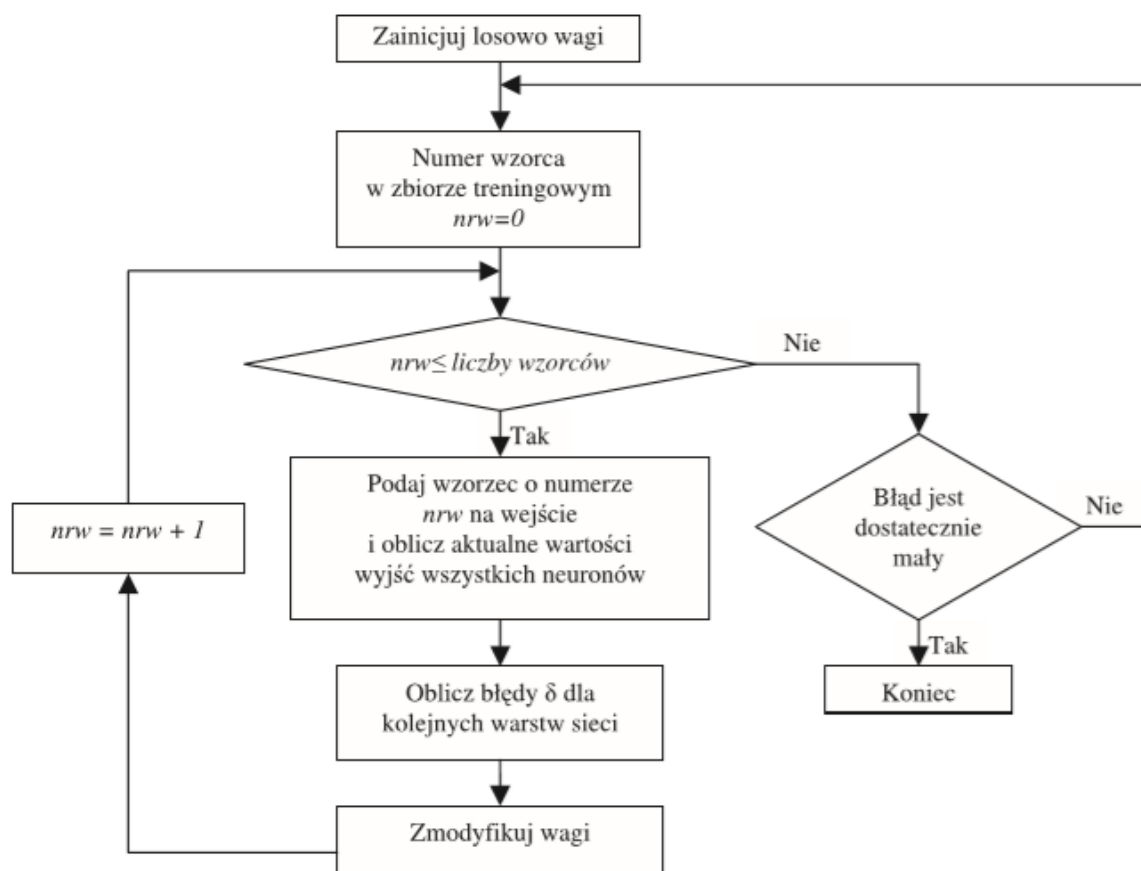 Zainicjuj losowo wagi
Numer wzorca
w zbiorze treningowym
nrw=0
nrw≤ liczby wzorców
Nie
Tak
Podaj wzorzec o numerze
nrw na wejście
i oblicz aktualne wartości
wyjść wszystkich neuronów
nrw = nrw + 1
Błąd jest
dostatecznie
mały
Nie
Tak
Koniec
Oblicz błędy δ dla
kolejnych warstw sieci
Zmodyfikuj wagi